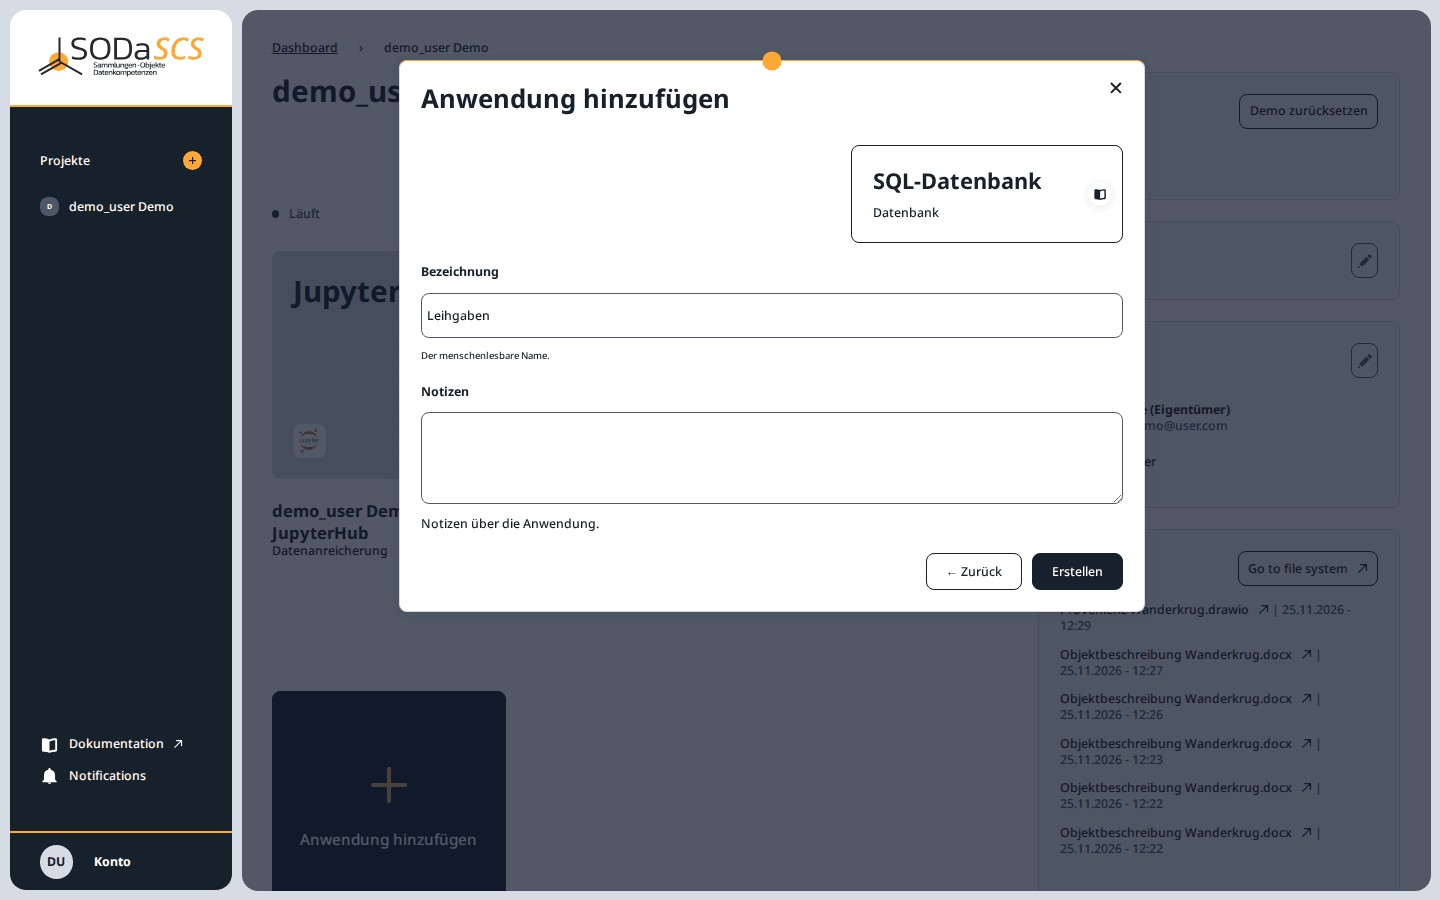 SODaSCS
Sammlungen·Objekte
Datenkompetenzen
Projekte
D demo_user Demo
Dokumentation
Notifications
DU Konto
Dashboard › demo_user Demo
demo_us
Demo zurücksetzen
Läuft
Jupyter
Jupyter
demo_user Dem
JupyterHub
Datenanreicherung
Anwendung hinzufügen
Anwendung hinzufügen
SQL-Datenbank
Datenbank
Bezeichnung
Leihgaben
Der menschenlesbare Name.
Notizen
Notizen über die Anwendung.
← Zurück
Erstellen
(Eigentümer)
mo@user.com
er
Go to file system
Provenienz Wanderkrug.drawio | 25.11.2026 -
12:29
Objektbeschreibung Wanderkrug.docx |
25.11.2026 - 12:27
Objektbeschreibung Wanderkrug.docx |
25.11.2026 - 12:26
Objektbeschreibung Wanderkrug.docx |
25.11.2026 - 12:23
Objektbeschreibung Wanderkrug.docx |
25.11.2026 - 12:22
Objektbeschreibung Wanderkrug.docx |
25.11.2026 - 12:22